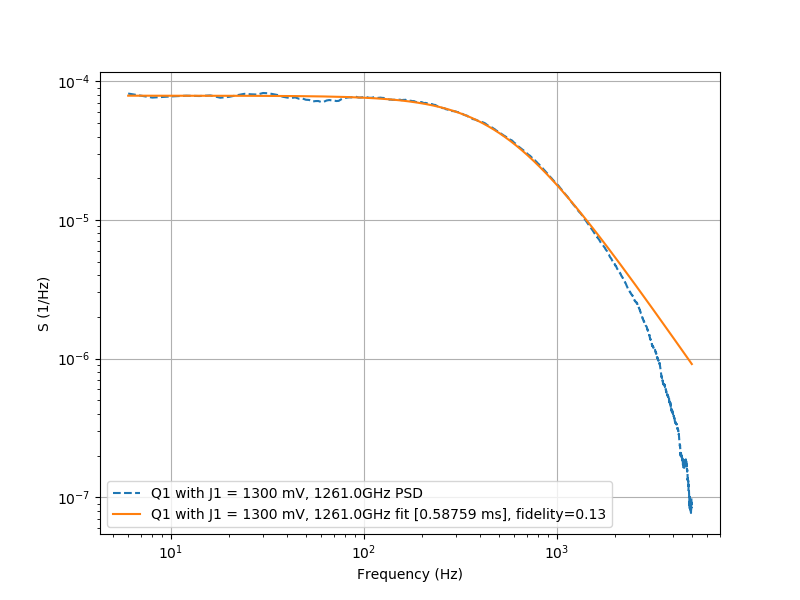 10⁻⁴
10⁻⁵
10⁻⁶
10⁻⁷
S (1/Hz)
Q1 with J1 = 1300 mV, 1261.0GHz PSD
Q1 with J1 = 1300 mV, 1261.0GHz fit [0.58759 ms], fidelity=0.13
10¹ 10² 10³
Frequency (Hz)